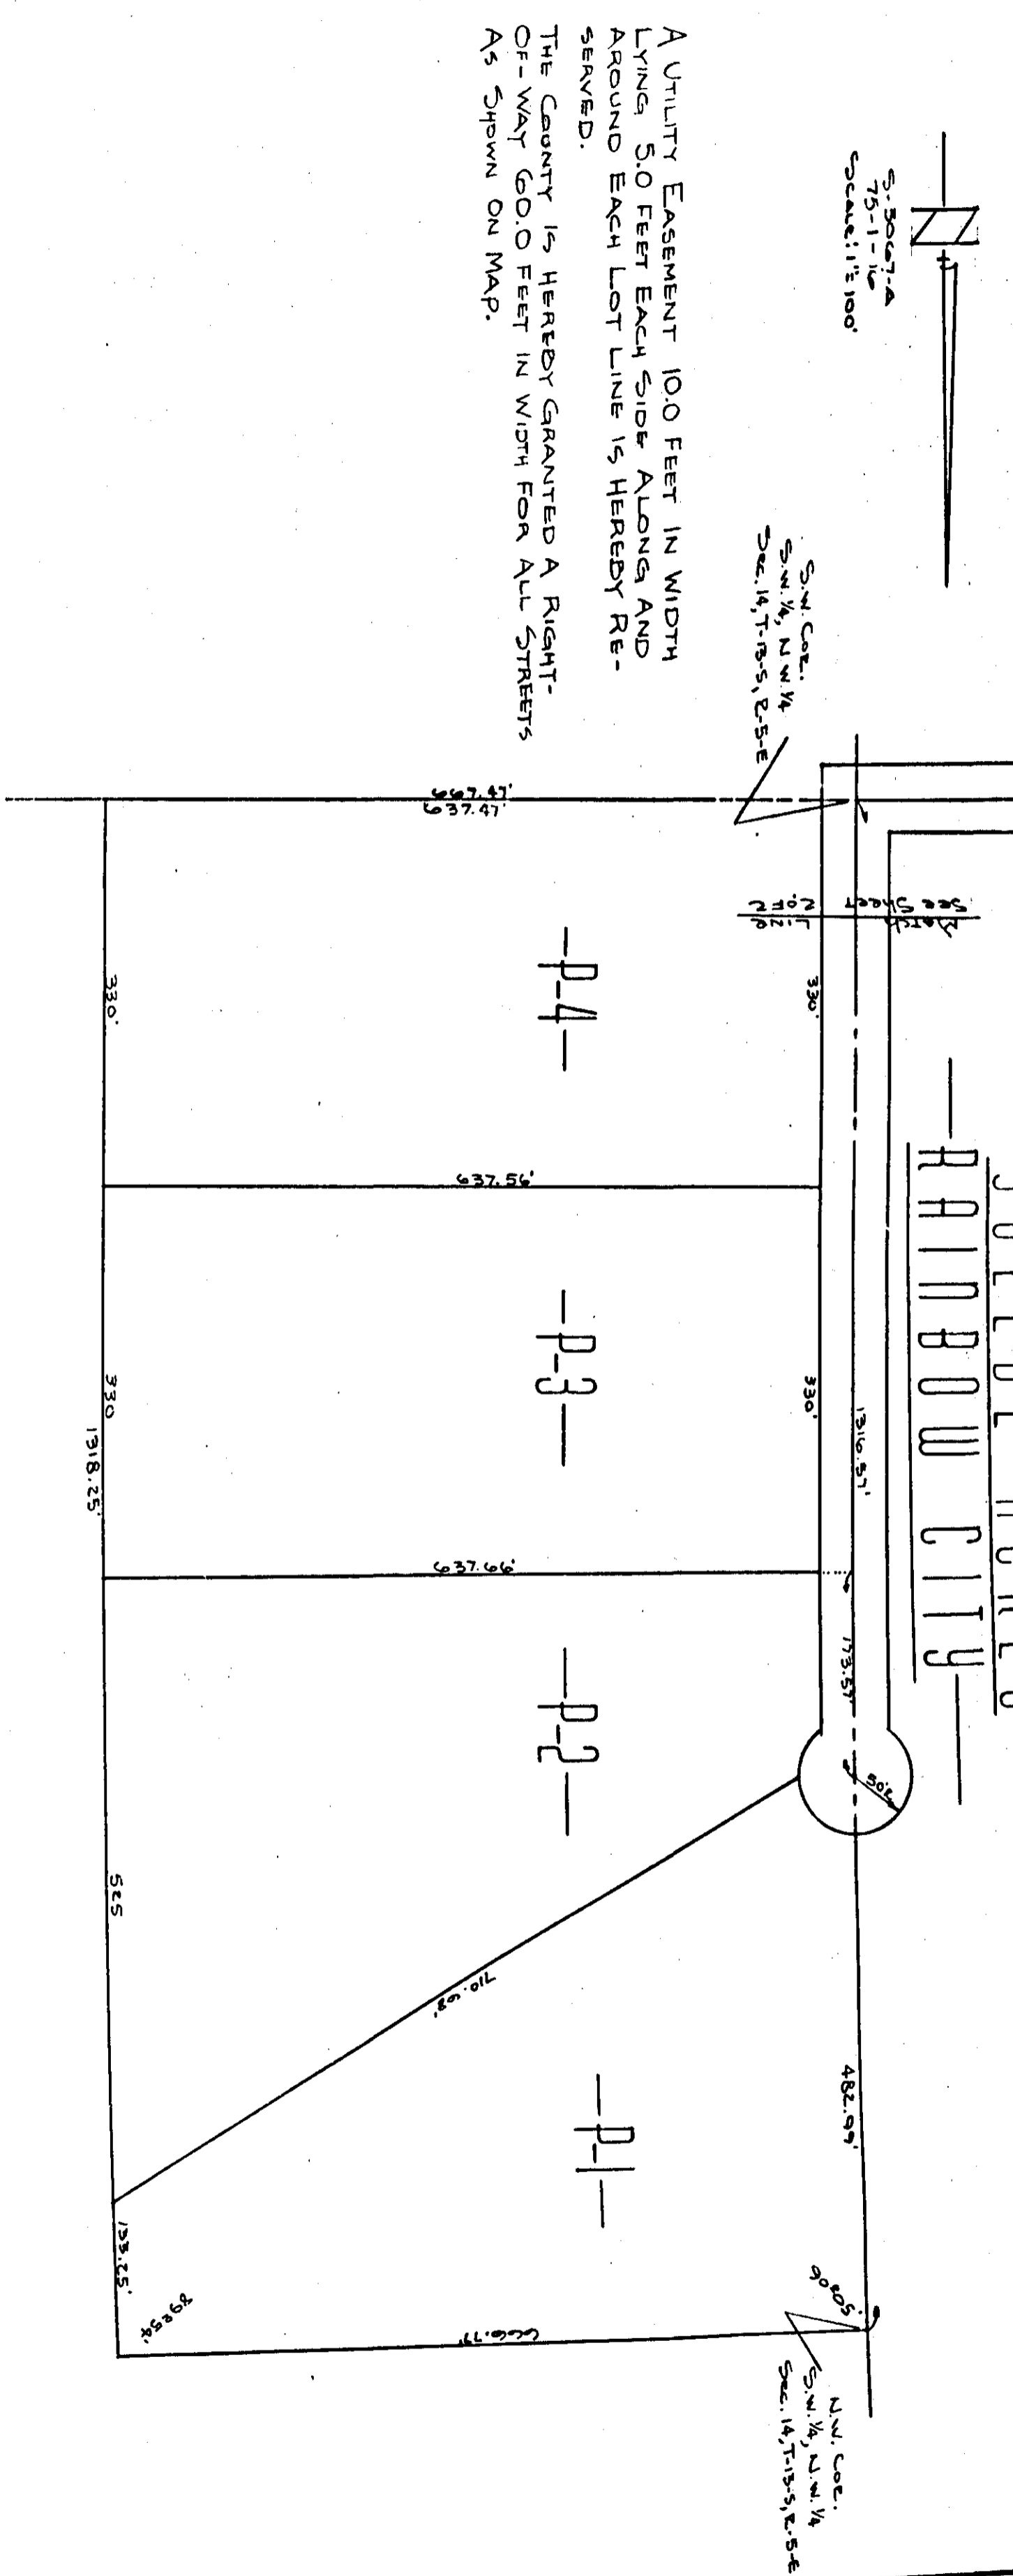 S-3067-A
75-1-16
Scale: 1"=100'
A UTILITY EASEMENT 10.0 FEET IN WIDTH
LYING 5.0 FEET EACH SIDE ALONG AND
AROUND EACH LOT LINE IS HEREBY RE-
SERVED.
THE COUNTY IS HEREBY GRANTED A RIGHT-
OF-WAY 60.0 FEET IN WIDTH FOR ALL STREETS
AS SHOWN ON MAP.
S.W. Cor.
S.W. ¼, N.W. ¼
Sec. 14, T-13-S, R-5-E
Match Line
See Sheet 2 of 2
—RAINBOW CITY—
667.47'
637.47'
330'
—P-4—
330'
637.56'
330'
—P-3—
1316.57'
330
1318.25'
637.66'
173.57'
50'R
—P-2—
525
710.68'
482.99'
—P-1—
133.25'
89°54'
90°05'
666.77'
N.W. Cor.
S.W. ¼, N.W. ¼
Sec. 14, T-13-S, R-5-E